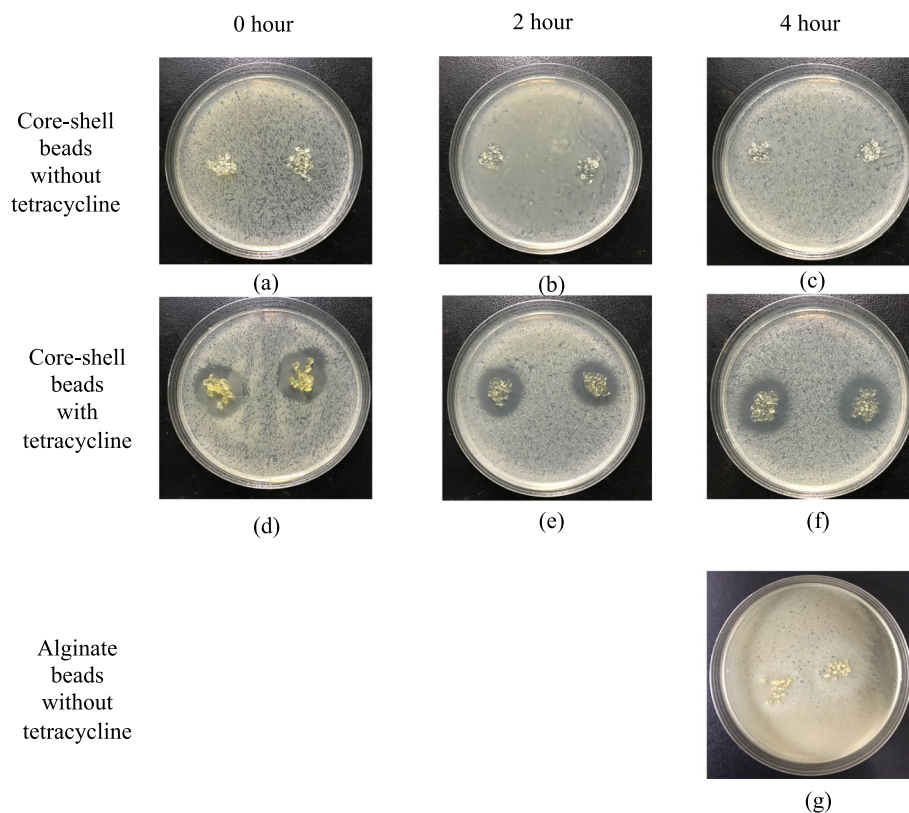 0 hour
2 hour
4 hour
Core-shell
beads
without
tetracycline
(a)
(b)
(c)
Core-shell
beads
with
tetracycline
(d)
(e)
(f)
Alginate
beads
without
tetracycline
(g)